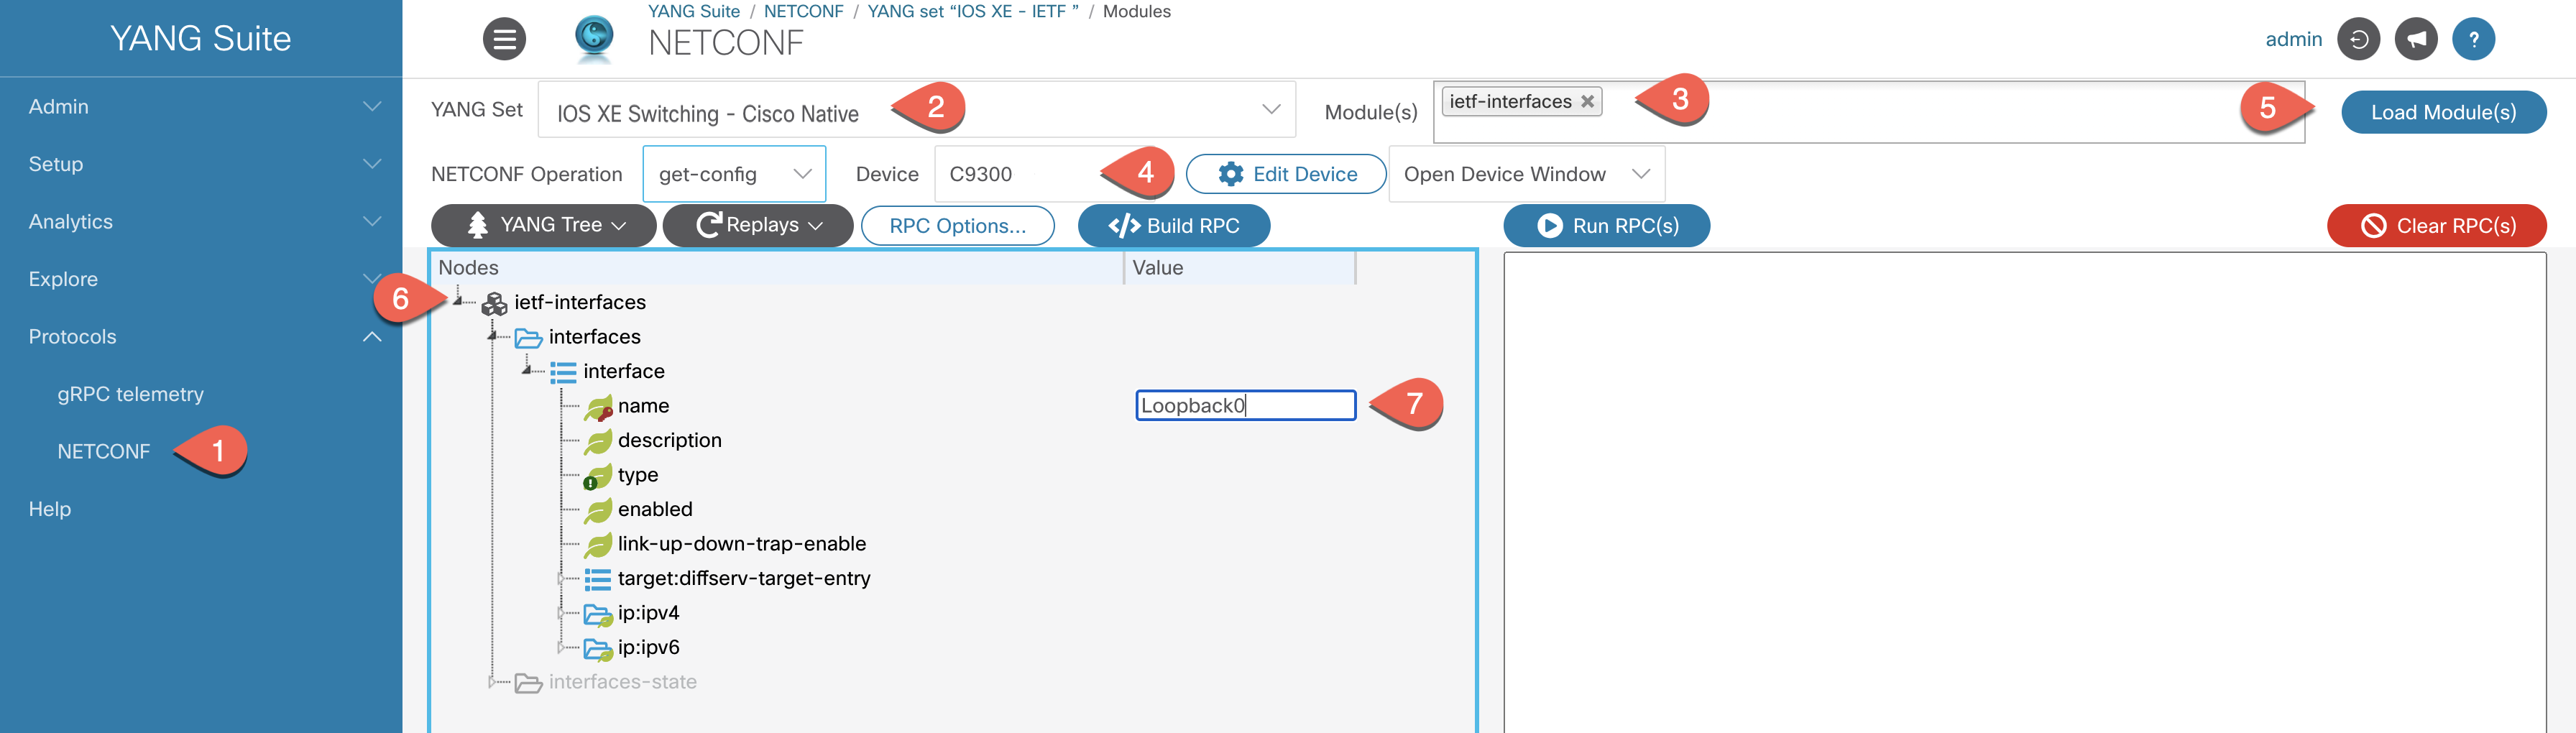 YANG Suite
Admin
Setup
Analytics
Explore
Protocols
gRPC telemetry
NETCONF
1
Help
YANG Suite / NETCONF / YANG set “IOS XE - IETF ” / Modules
NETCONF
admin
?
YANG Set
IOS XE Switching - Cisco Native
2
Module(s)
ietf-interfaces ×
3
5
Load Module(s)
NETCONF Operation
get-config
Device
C9300
4
Edit Device
Open Device Window
YANG Tree
Replays
RPC Options...
</> Build RPC
Run RPC(s)
Clear RPC(s)
Nodes
Value
6
ietf-interfaces
interfaces
interface
name
Loopback0
7
description
type
enabled
link-up-down-trap-enable
target:diffserv-target-entry
ip:ipv4
ip:ipv6
interfaces-state